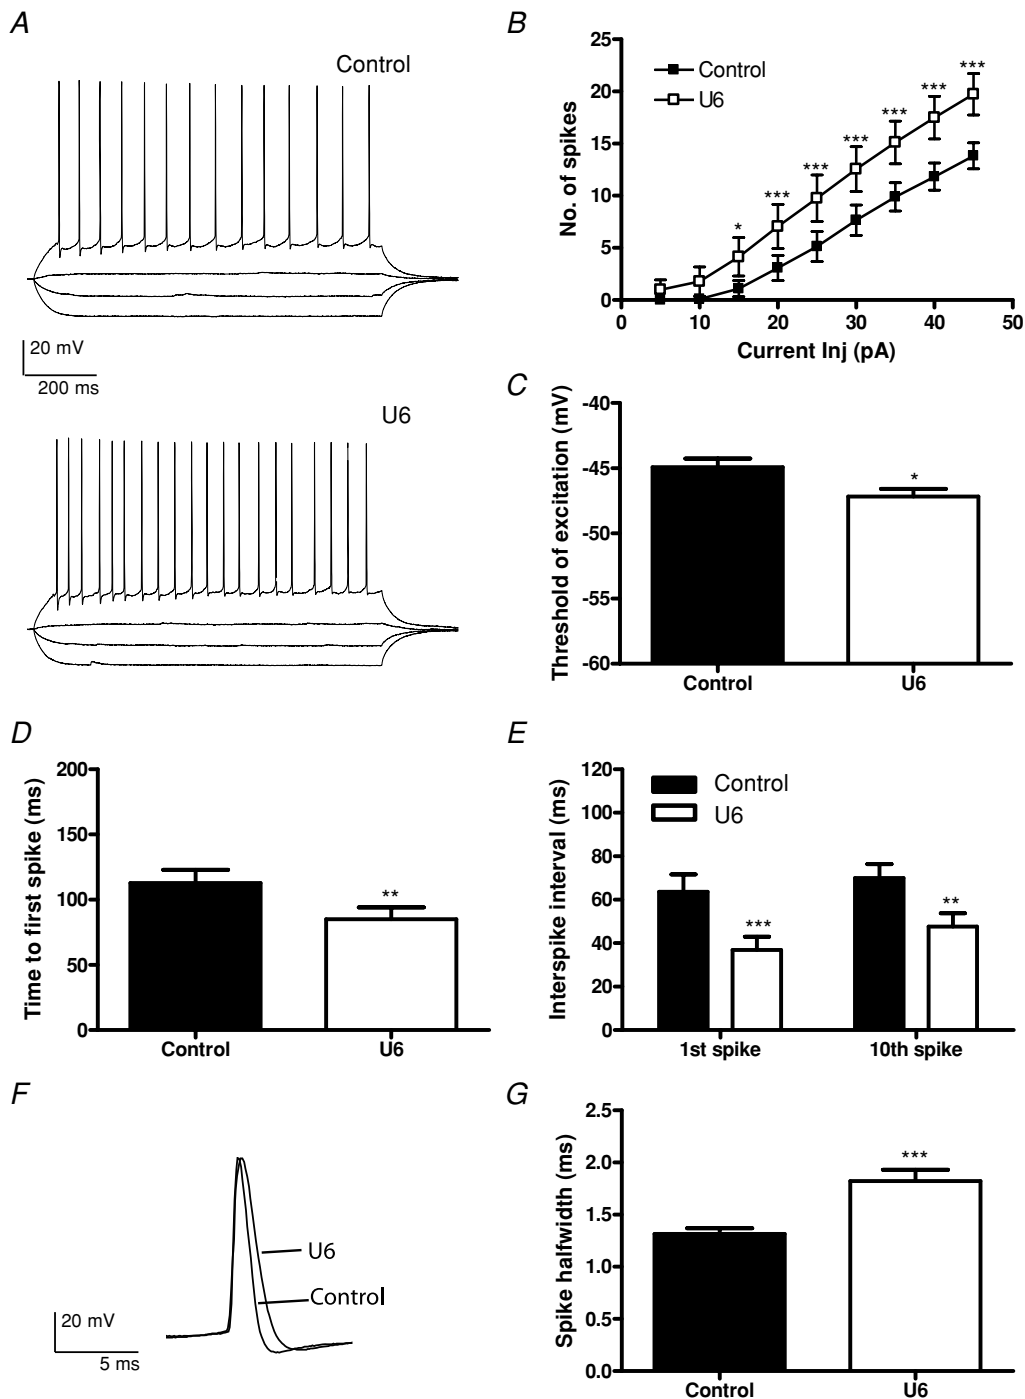 A
Control
20 mV
200 ms
U6
B
25
20
15
10
5
0
No. of spikes
Control
U6
*
***
***
***
***
***
***
0
10
20
30
40
50
Current Inj (pA)
C
-40
-45
-50
-55
-60
Threshold of excitation (mV)
*
Control
U6
D
200
150
100
50
0
Time to first spike (ms)
**
Control
U6
E
120
100
80
60
40
20
0
Interspike interval (ms)
Control
U6
***
**
1st spike
10th spike
F
U6
Control
20 mV
5 ms
G
2.5
2.0
1.5
1.0
0.5
0.0
Spike halfwidth (ms)
***
Control
U6